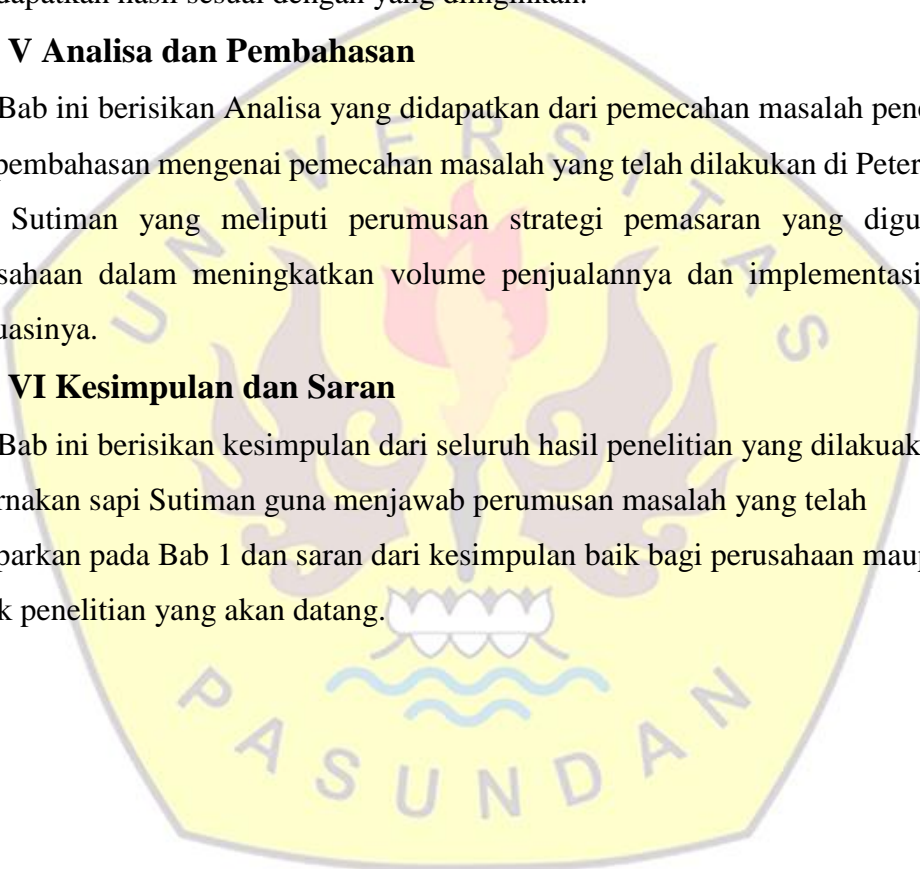 dapatkan hasil sesuai dengan yang diinginkan.
V Analisa dan Pembahasan
Bab ini berisikan Analisa yang didapatkan dari pemecahan masalah pene
pembahasan mengenai pemecahan masalah yang telah dilakukan di Peter
Sutiman yang meliputi perumusan strategi pemasaran yang digu
sahaan dalam meningkatkan volume penjualannya dan implementasi
uasinya.
VI Kesimpulan dan Saran
Bab ini berisikan kesimpulan dari seluruh hasil penelitian yang dilakuak
rnakan sapi Sutiman guna menjawab perumusan masalah yang telah
parkan pada Bab 1 dan saran dari kesimpulan baik bagi perusahaan maup
k penelitian yang akan datang.
UNIVERSITAS
PASUNDAN